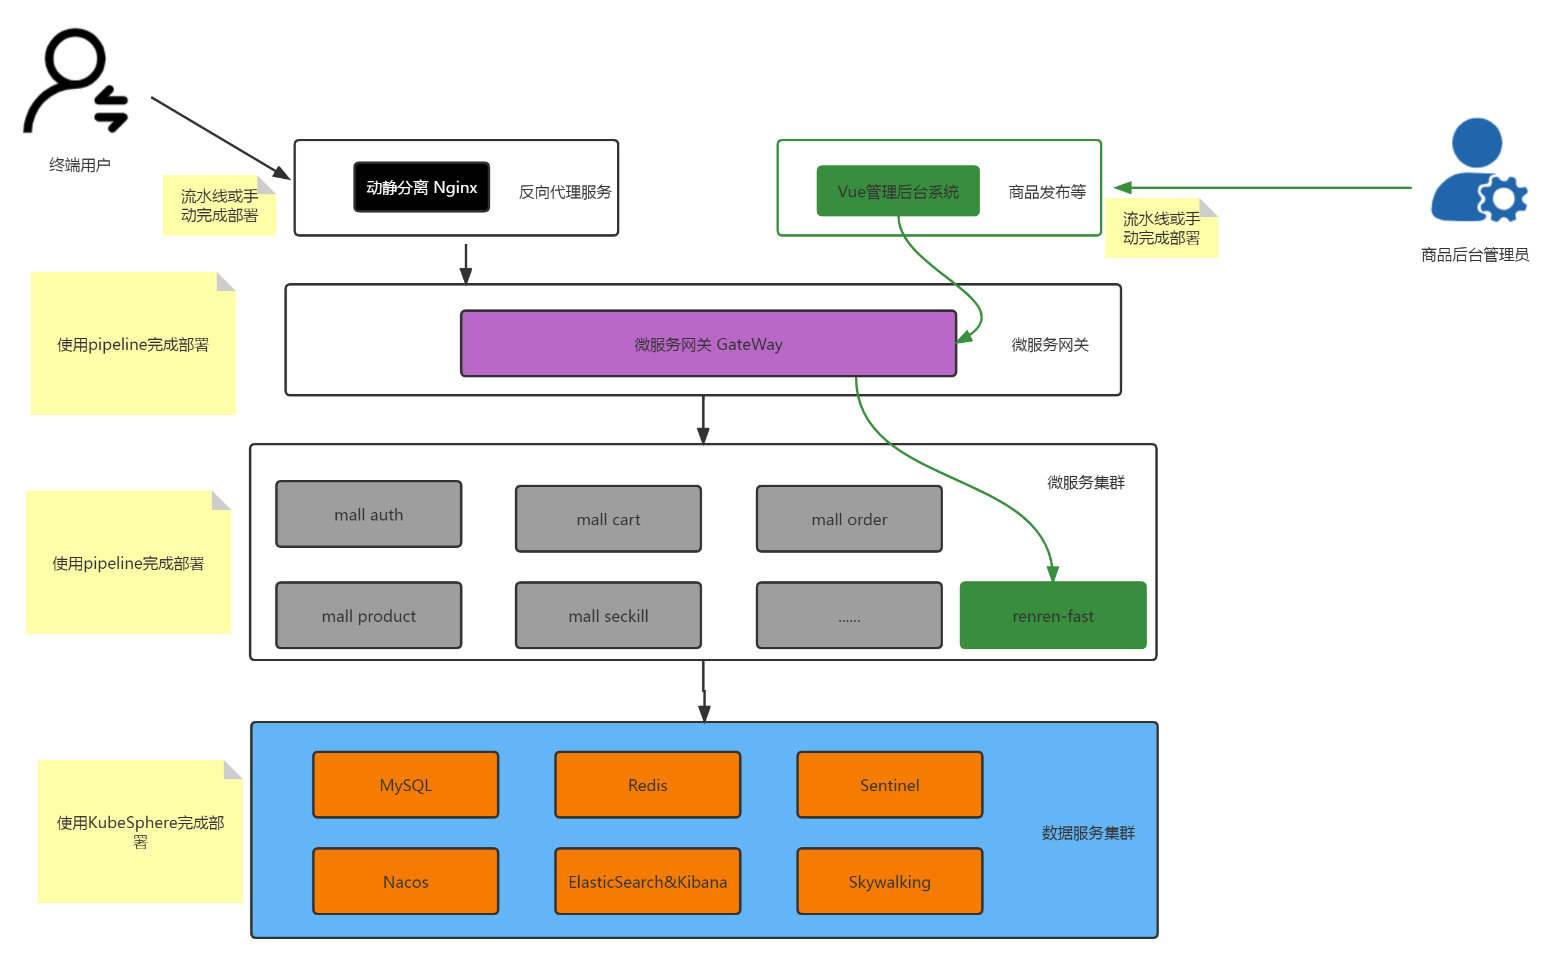 终端用户
流水线或手
动完成部署
动静分离 Nginx
反向代理服务
Vue管理后台系统
商品发布等
流水线或手
动完成部署
商品后台管理员
使用pipeline完成部署
微服务网关 GateWay
微服务网关
使用pipeline完成部署
微服务集群
mall auth
mall cart
mall order
mall product
mall seckill
......
renren-fast
使用KubeSphere完成部
署
MySQL
Redis
Sentinel
数据服务集群
Nacos
ElasticSearch&Kibana
Skywalking